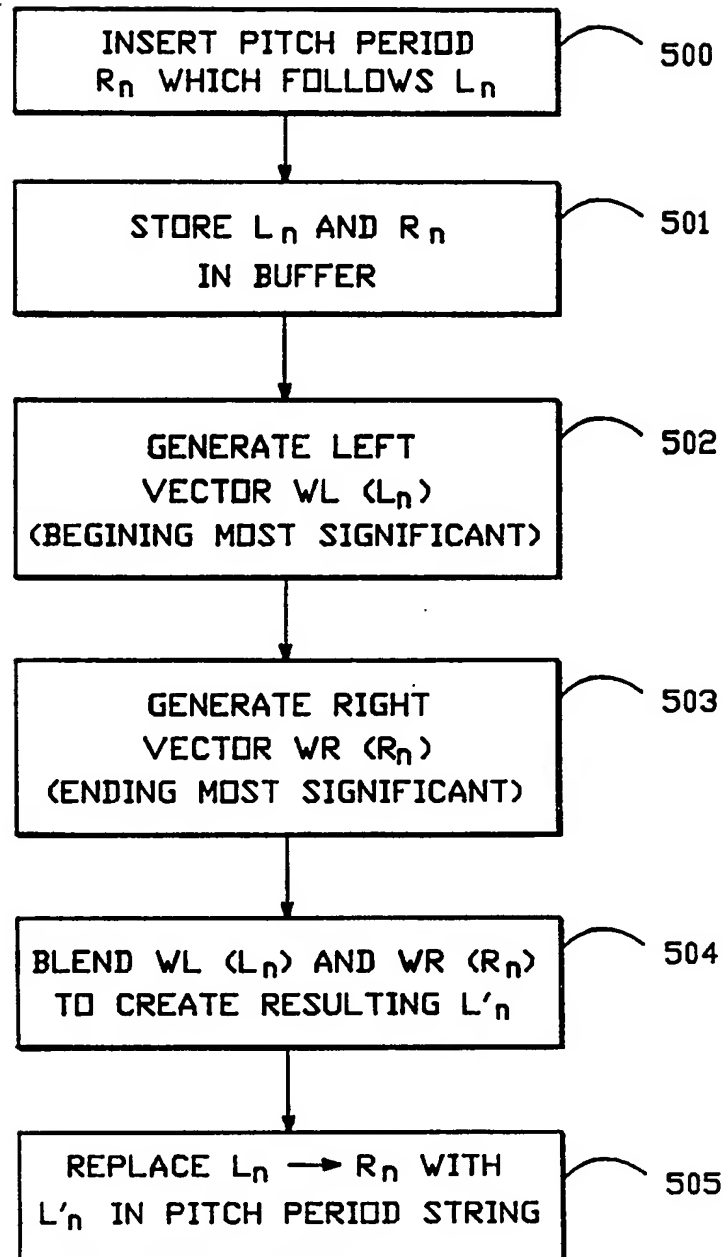 INSERT PITCH PERIOD
Rn WHICH FOLLOWS Ln
500
STORE Ln AND Rn
IN BUFFER
501
GENERATE LEFT
VECTOR WL (Ln)
(BEGINING MOST SIGNIFICANT)
502
GENERATE RIGHT
VECTOR WR (Rn)
(ENDING MOST SIGNIFICANT)
503
BLEND WL (Ln) AND WR (Rn)
TO CREATE RESULTING L'n
504
REPLACE Ln → Rn WITH
L'n IN PITCH PERIOD STRING
505